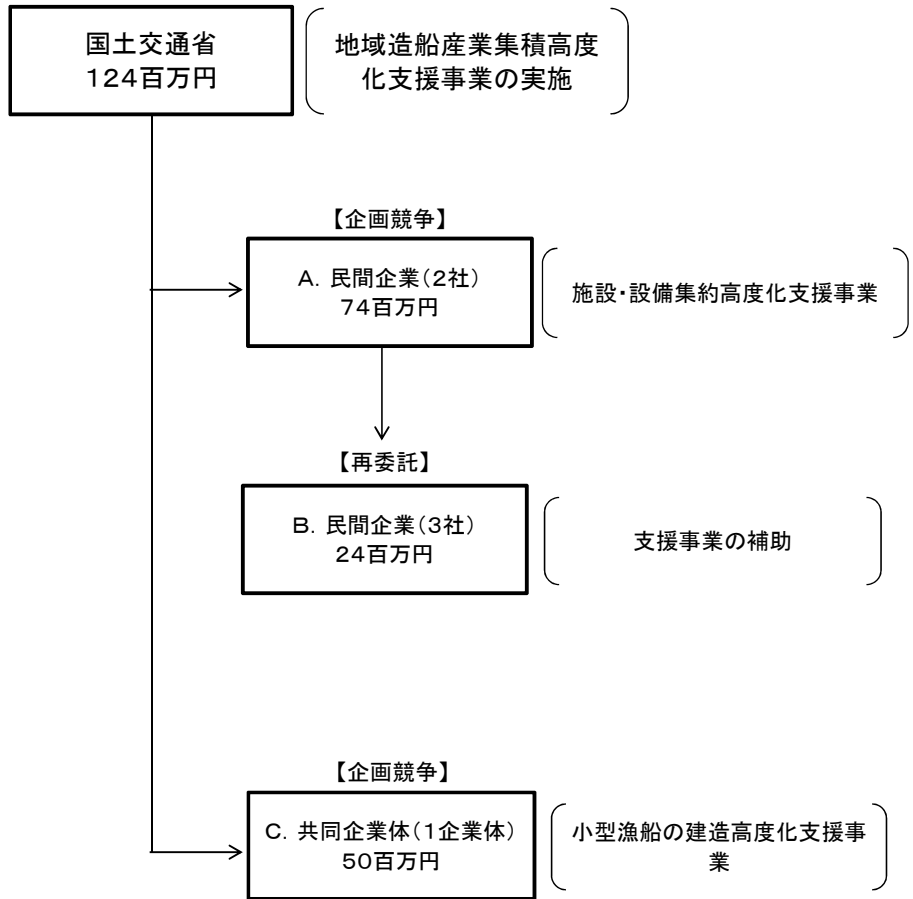 国土交通省
124百万円
地域造船産業集積高度
化支援事業の実施
【企画競争】
A．民間企業(2社)
74百万円
施設・設備集約高度化支援事業
【再委託】
B．民間企業(3社)
24百万円
支援事業の補助
【企画競争】
C．共同企業体(1企業体)
50百万円
小型漁船の建造高度化支援事
業